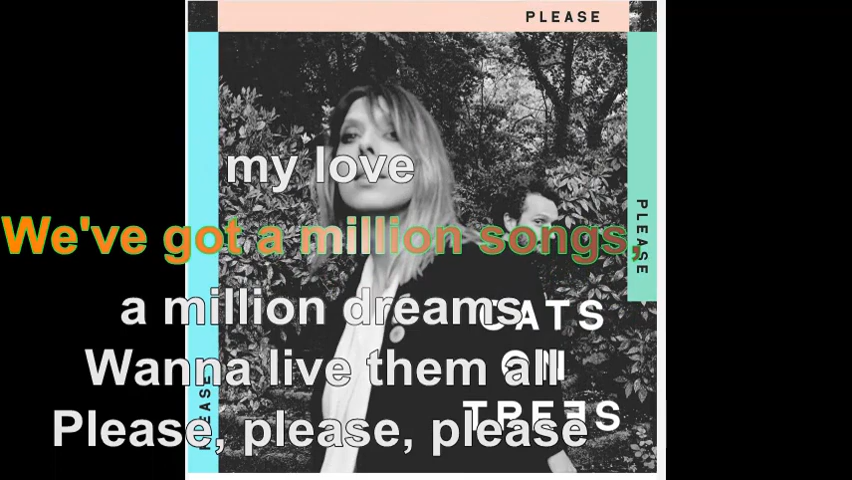 PLEASE
my love
We've got a million songs,
PLEASE
a million dreams
CATS
Wanna live them all
ON
Please, please, please
TREES